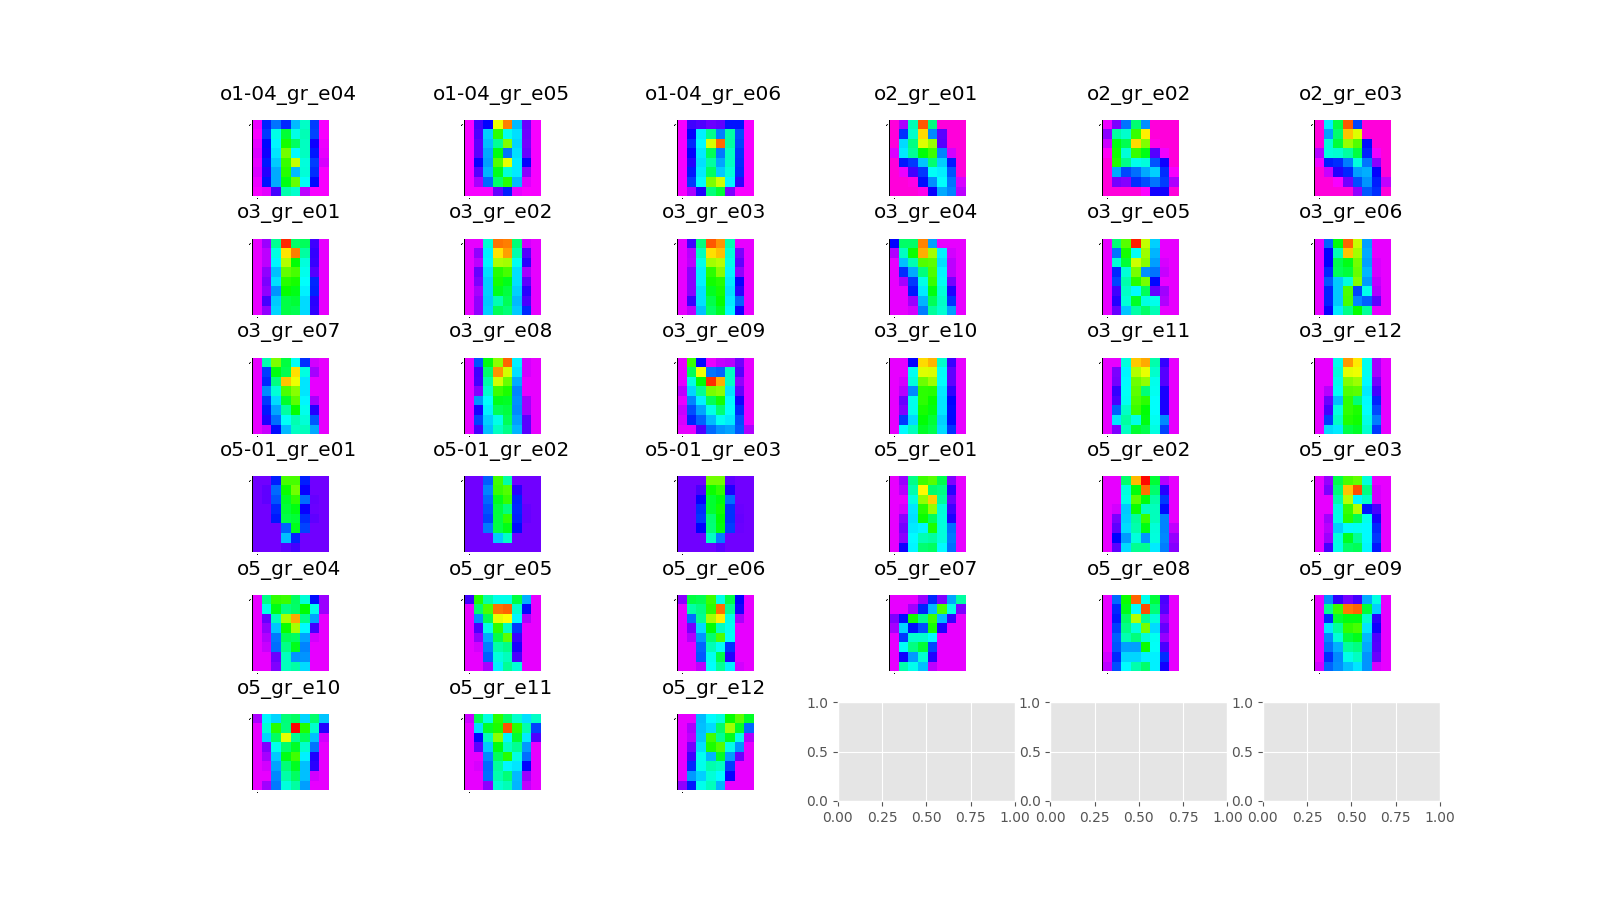 o1-04_gr_e04 o1-04_gr_e05 o1-04_gr_e06 o2_gr_e01 o2_gr_e02 o2_gr_e03
o3_gr_e01 o3_gr_e02 o3_gr_e03 o3_gr_e04 o3_gr_e05 o3_gr_e06
o3_gr_e07 o3_gr_e08 o3_gr_e09 o3_gr_e10 o3_gr_e11 o3_gr_e12
o5-01_gr_e01 o5-01_gr_e02 o5-01_gr_e03 o5_gr_e01 o5_gr_e02 o5_gr_e03
o5_gr_e04 o5_gr_e05 o5_gr_e06 o5_gr_e07 o5_gr_e08 o5_gr_e09
o5_gr_e10 o5_gr_e11 o5_gr_e12
1.0 1.0 1.0
0.5 0.5 0.5
0.0 0.0 0.0
0.00 0.25 0.50 0.75 1.00 0.00 0.25 0.50 0.75 1.00 0.00 0.25 0.50 0.75 1.00